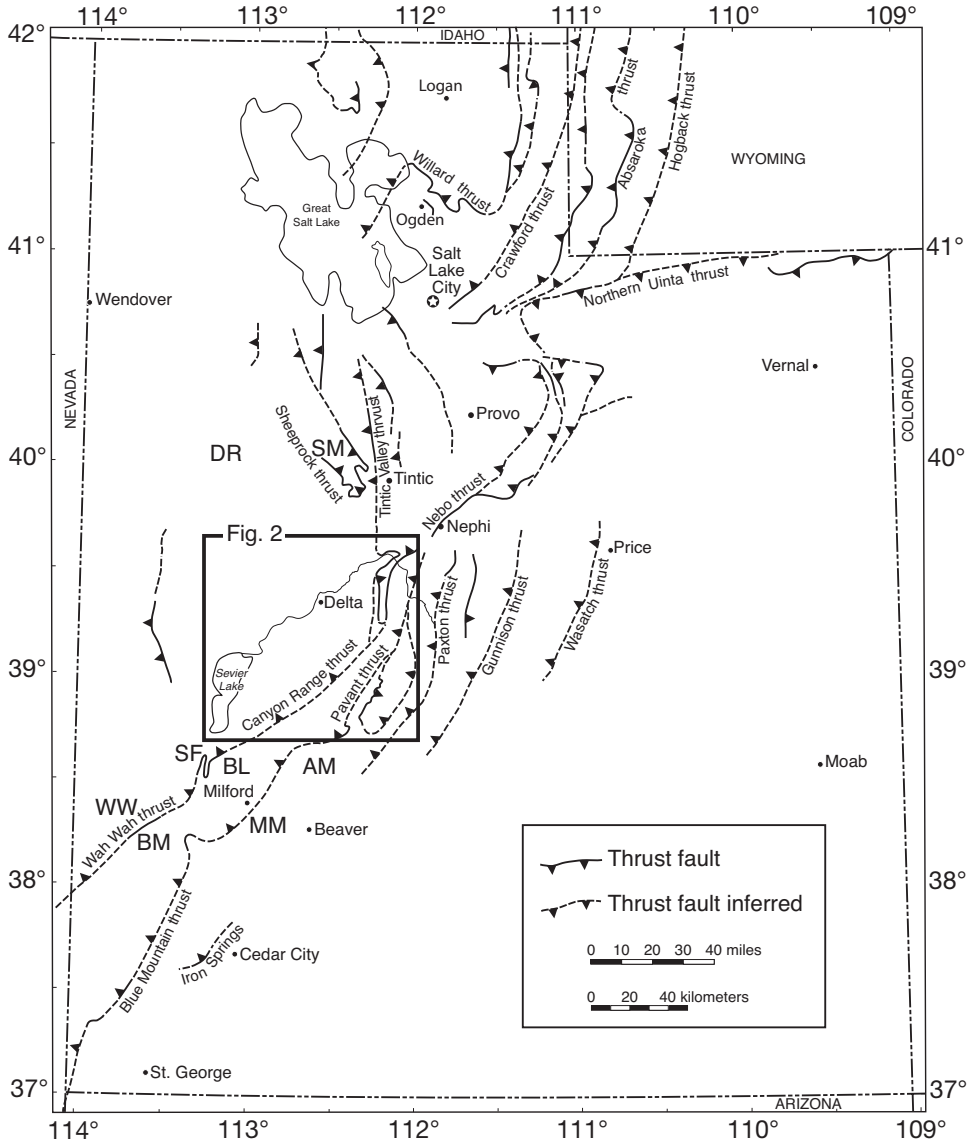 114° 113° 112° 111° 110° 109°
42°
IDAHO
Logan
thrust
Absaroka
Hogback thrust
WYOMING
Willard thrust
Great
Salt Lake
Ogden
Crawford thrust
41°
41°
Salt
Lake
City
Northern Uinta thrust
Wendover
Vernal
NEVADA
COLORADO
Provo
Sheeprock thrust
DR
SM
Tintic Valley thrust
40°
40°
Tintic
Nebo thrust
Nephi
Fig. 2
Price
Delta
Paxton thrust
Gunnison thrust
Wasatch thrust
39°
39°
Sevier
Lake
Canyon Range thrust
Pavant thrust
SF
BL
AM
Moab
Milford
WW
Wah Wah thrust
BM
MM
Beaver
38°
38°
Thrust fault
Thrust fault inferred
0 10 20 30 40 miles
0 20 40 kilometers
Blue Mountain thrust
Iron Springs
Cedar City
St. George
37°
37°
ARIZONA
114° 113° 112° 111° 110° 109°